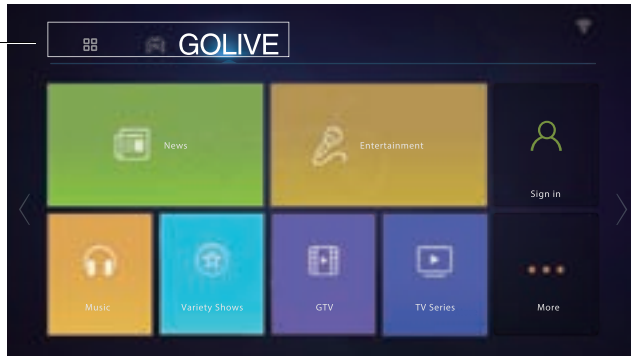 GOLIVE
News
Entertainment
Sign in
Music
Variety Shows
GTV
TV Series
More